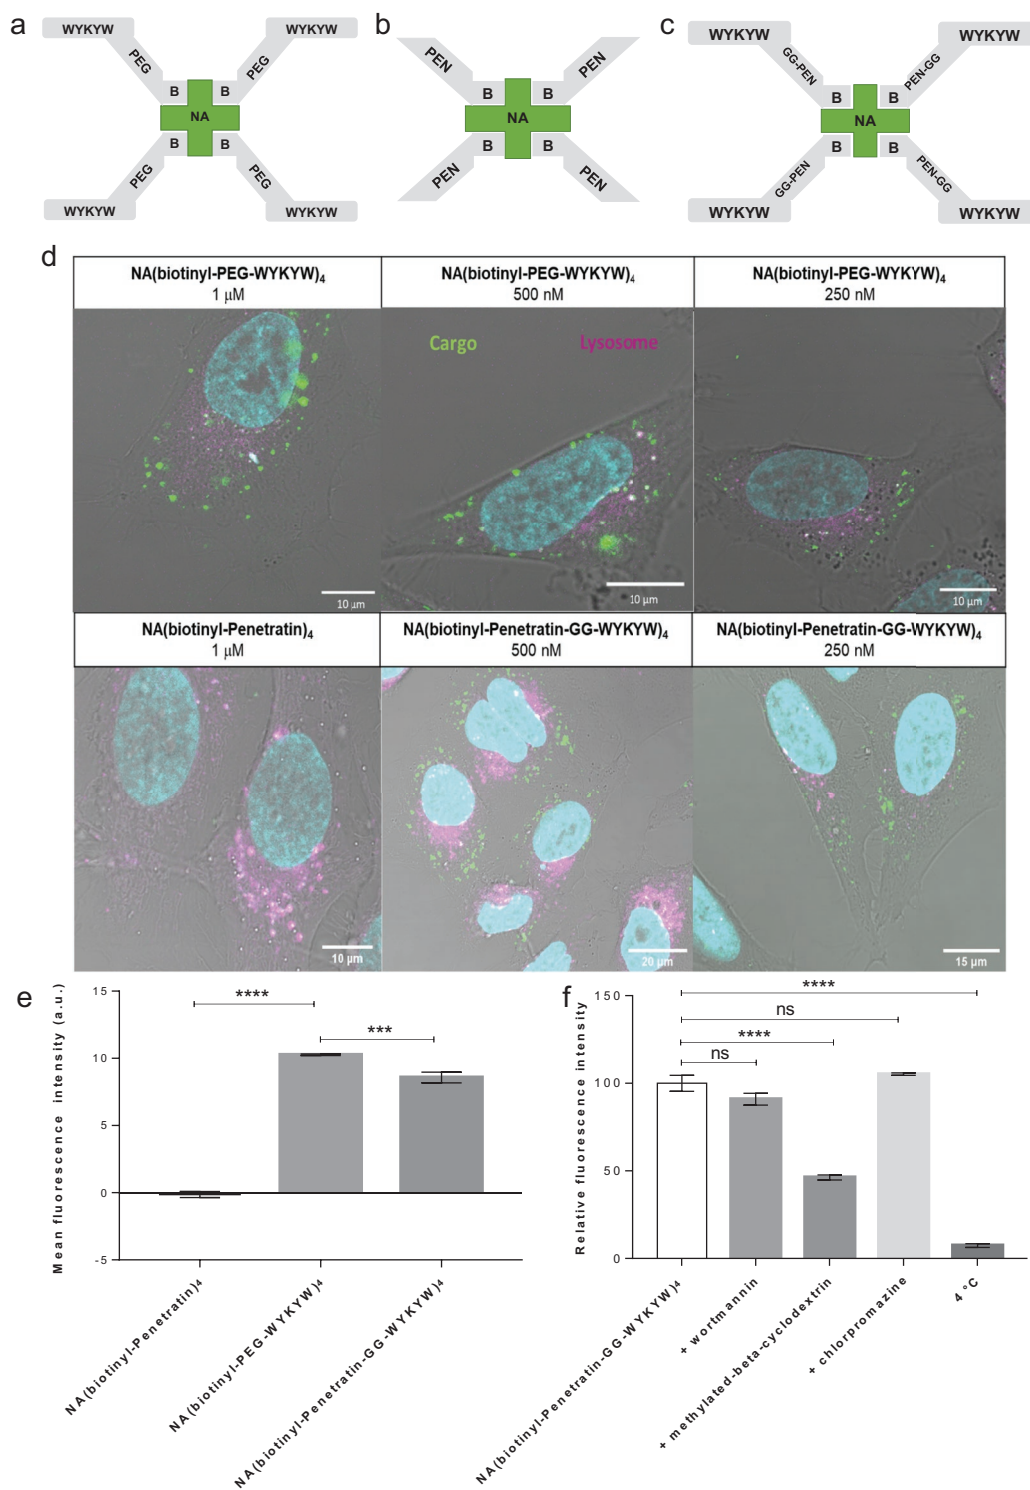 a
b
c
WYKYW
WYKYW
PEG
PEG
B
B
NA
B
B
PEG
PEG
WYKYW
WYKYW
PEN
PEN
B
B
NA
B
B
PEN
PEN
WYKYW
WYKYW
GG-PEN
PEN-GG
B
B
NA
B
B
GG-PEN
PEN-GG
WYKYW
WYKYW
d
NA(biotinyl-PEG-WYKYW)4
1 µM
NA(biotinyl-PEG-WYKYW)4
500 nM
NA(biotinyl-PEG-WYKYW)4
250 nM
Cargo
Lysosome
10 µm
10 µm
10 µm
NA(biotinyl-Penetratin)4
1 µM
NA(biotinyl-Penetratin-GG-WYKYW)4
500 nM
NA(biotinyl-Penetratin-GG-WYKYW)4
250 nM
10 µm
20 µm
15 µm
e
Mean fluorescence intensity (a.u.)
15
10
5
0
-5
****
***
NA(biotinyl-Penetratin)4
NA(biotinyl-PEG-WYKYW)4
NA(biotinyl-Penetratin-GG-WYKYW)4
f
Relative fluorescence intensity
150
100
50
0
****
ns
****
ns
NA(biotinyl-Penetratin-GG-WYKYW)4
+ wortmannin
+ methylated-beta-cyclodextrin
+ chlorpromazine
4 °C